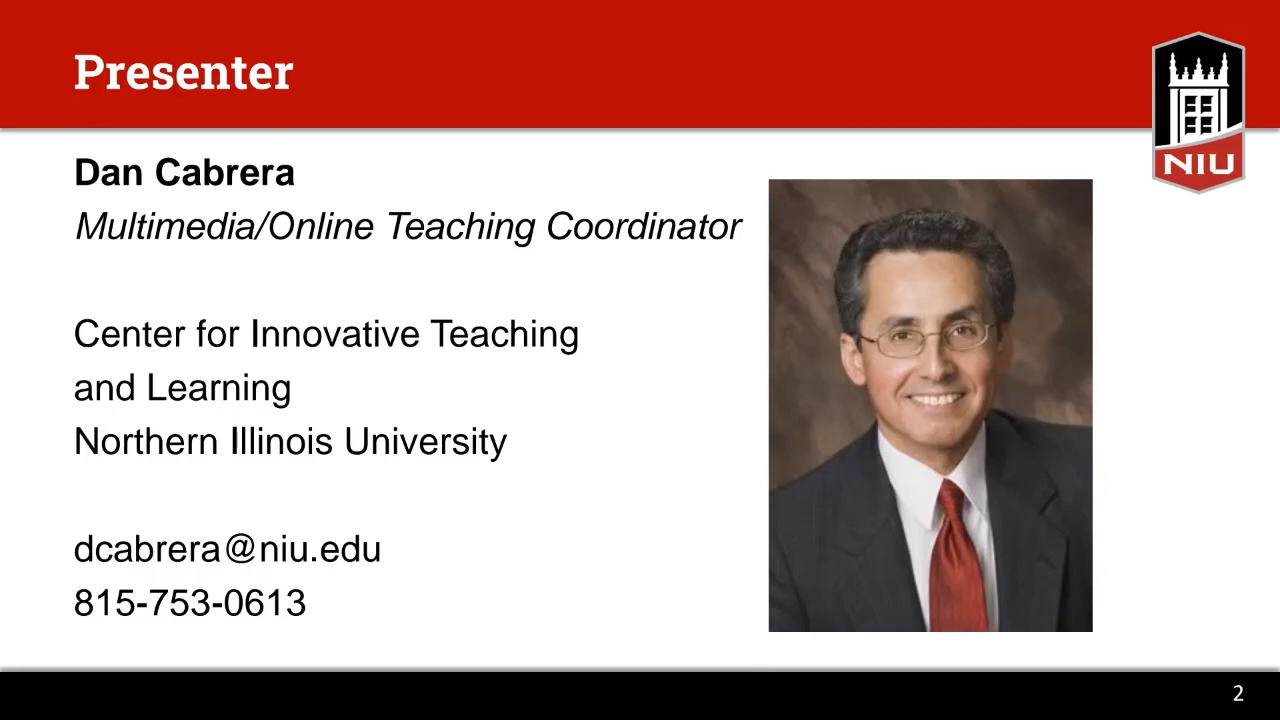 Presenter
NIU
Dan Cabrera
Multimedia/Online Teaching Coordinator
Center for Innovative Teaching
and Learning
Northern Illinois University
dcabrera@niu.edu
815-753-0613
2